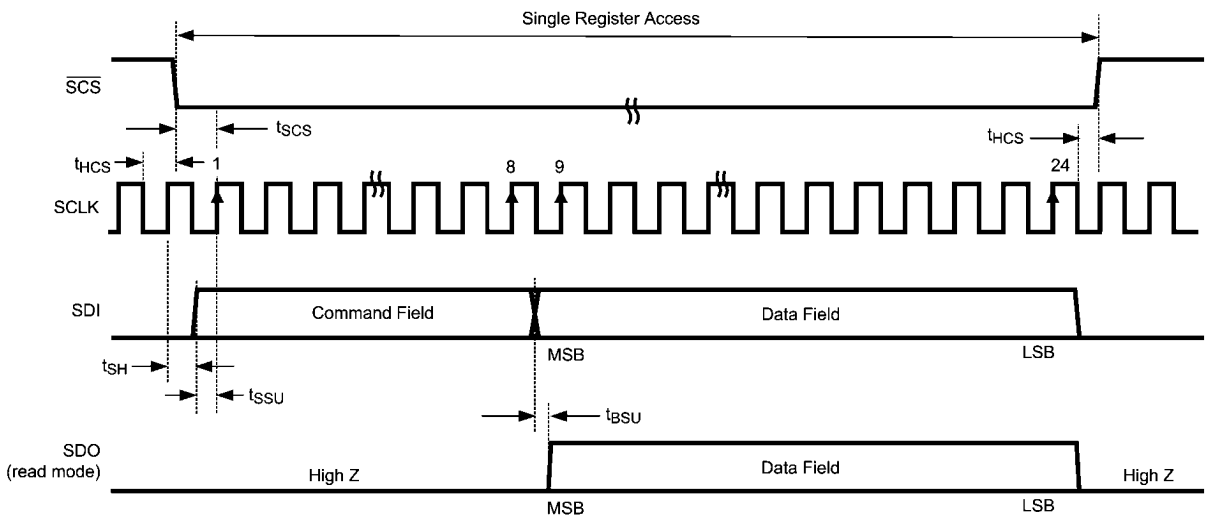 Single Register Access
SCS
tSCS
tHCS
tHCS
1
8
9
24
SCLK
SDI
Command Field
Data Field
MSB
LSB
tSH
tSSU
tBSU
SDO
(read mode)
High Z
Data Field
High Z
MSB
LSB